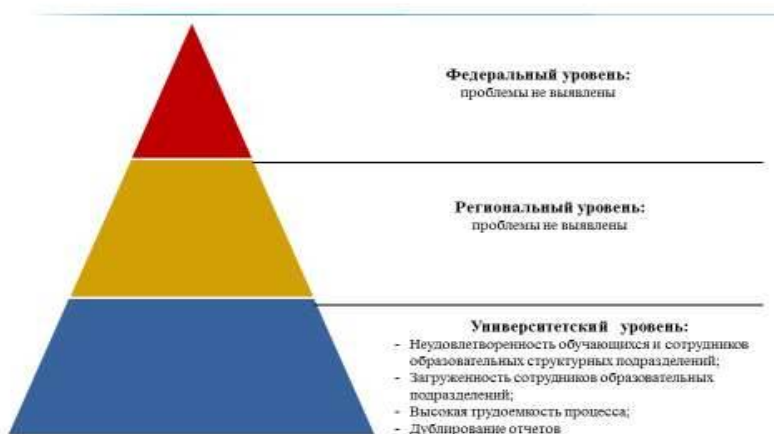 Федеральный уровень:
проблемы не выявлены
Региональный уровень:
проблемы не выявлены
Университетский уровень:
- Неудовлетворенность обучающихся и сотрудников
образовательных структурных подразделений;
- Загруженность сотрудников образовательных
подразделений;
- Высокая трудоемкость процесса;
- Дублирование отчетов